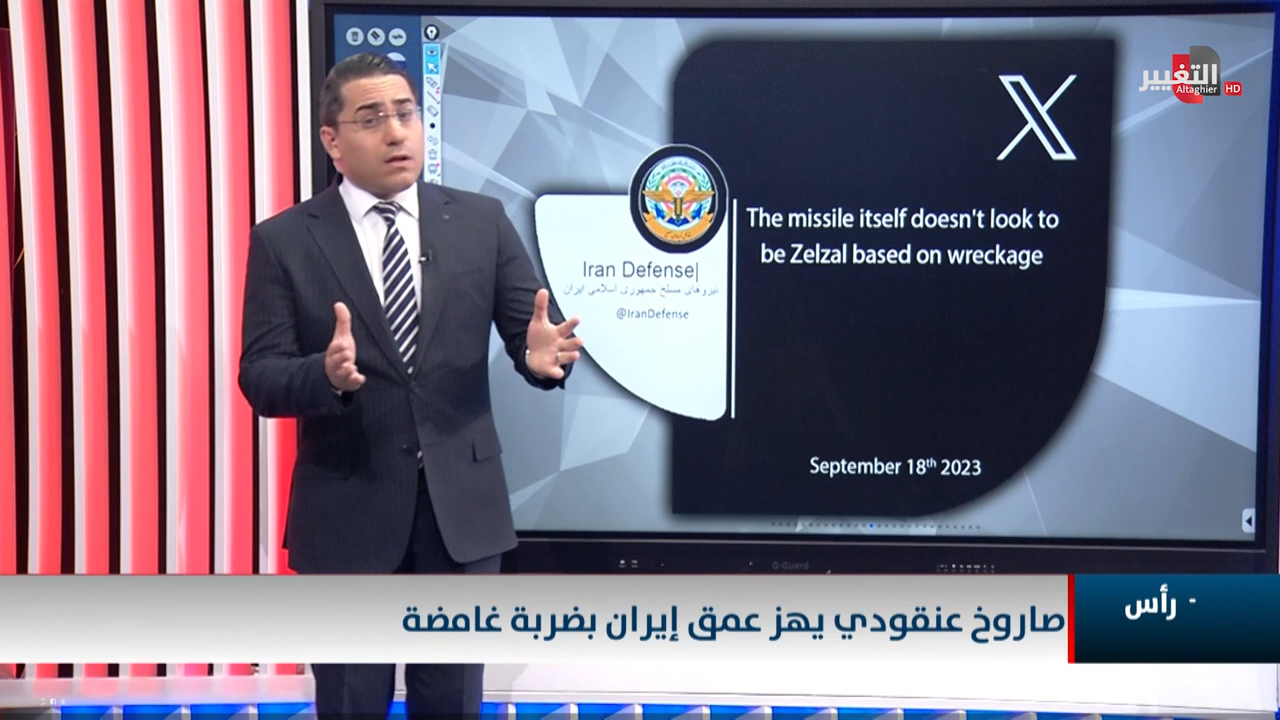 التغيير
Altaghier HD
The missile itself doesn't look to
be Zelzal based on wreckage
Iran Defense|
نیروهای مسلح جمهوری اسلامی ایران
@IranDefense
September 18th 2023
G-Guard
- رأس
صاروخ عنقودي يهز عمق إيران بضربة غامضة